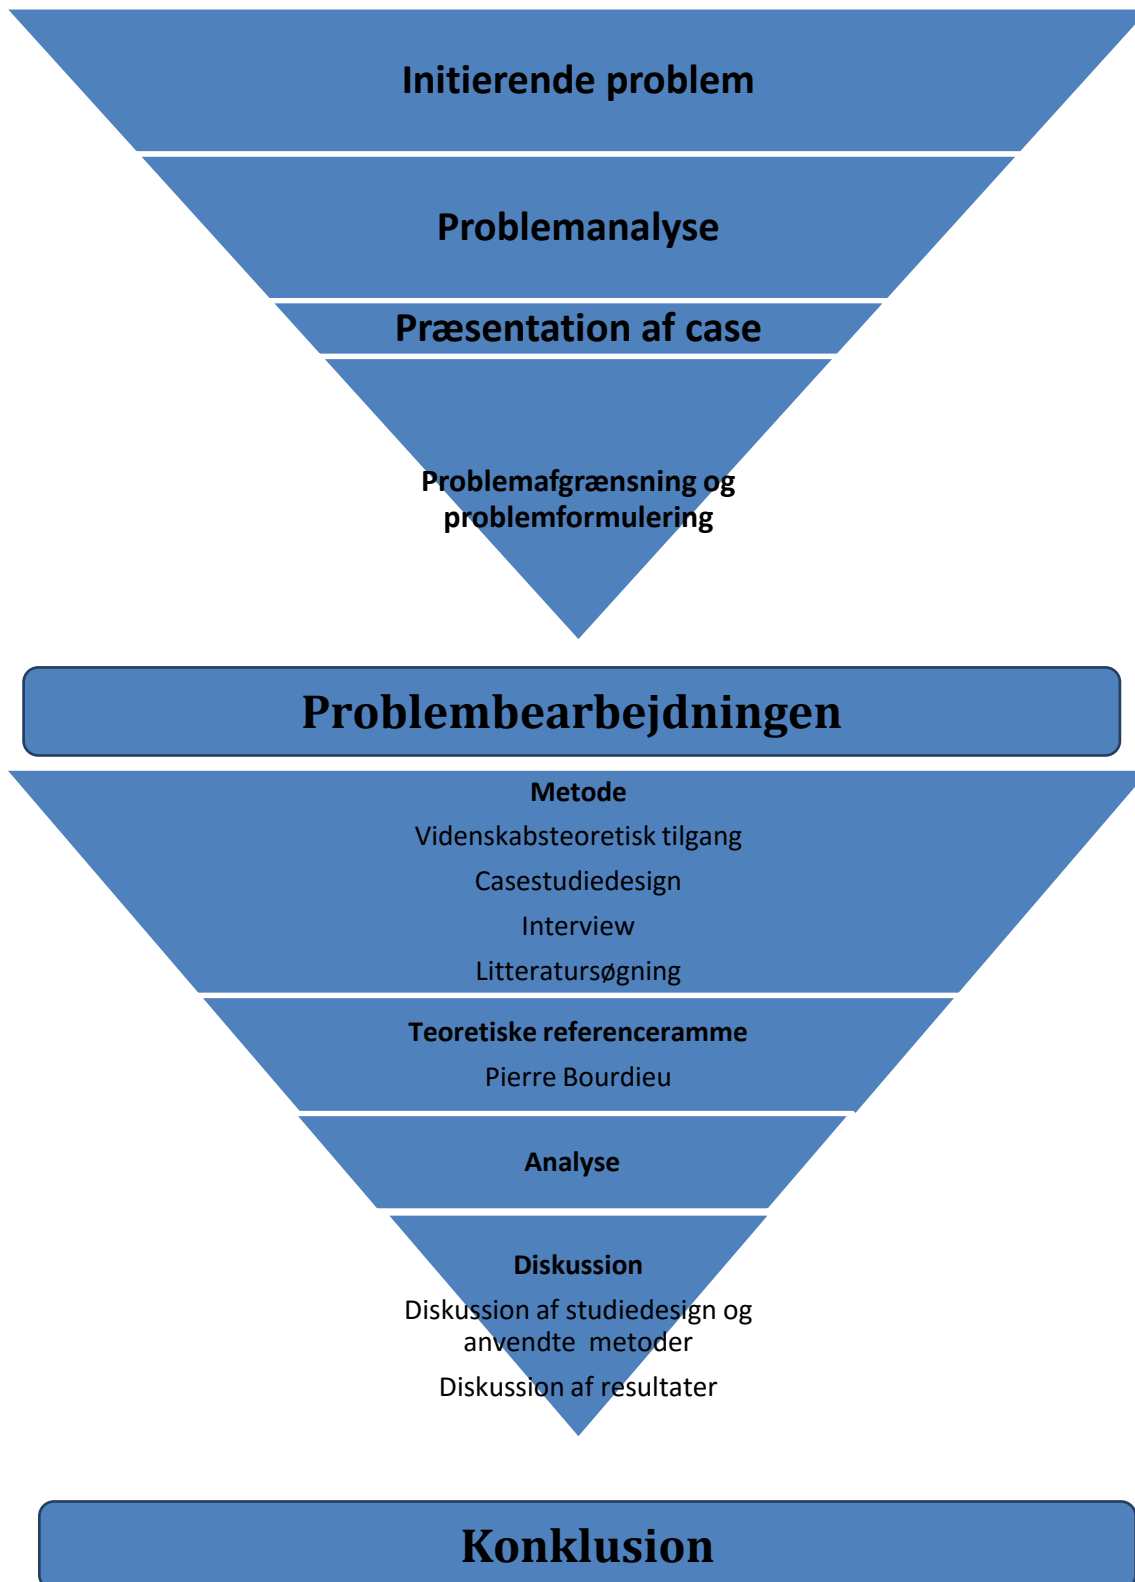 Initierende problem
Problemanalyse
Præsentation af case
Problemafgrænsning og
problemformulering
Problembearbejdningen
Metode
Videnskabsteoretisk tilgang
Casestudiedesign
Interview
Litteratursøgning
Teoretiske referenceramme
Pierre Bourdieu
Analyse
Diskussion
Diskussion af studiedesign og
anvendte metoder
Diskussion af resultater
Konklusion